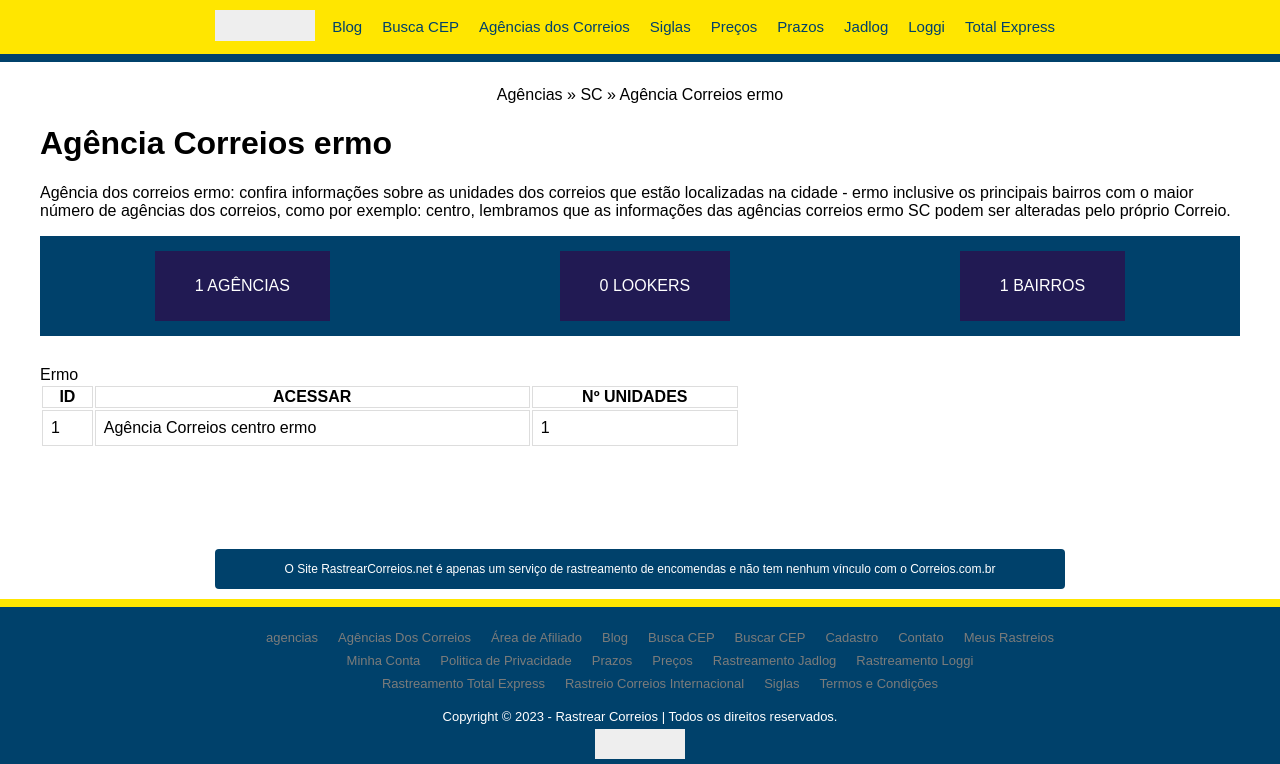 Blog Busca CEP Agências dos Correios Siglas Preços Prazos Jadlog Loggi Total Express
Agências » SC » Agência Correios ermo
Agência Correios ermo
Agência dos correios ermo: confira informações sobre as unidades dos correios que estão localizadas na cidade - ermo inclusive os principais bairros com o maior
número de agências dos correios, como por exemplo: centro, lembramos que as informações das agências correios ermo SC podem ser alteradas pelo próprio Correio.
1 AGÊNCIAS 0 LOOKERS 1 BAIRROS
Ermo
ID ACESSAR Nº UNIDADES
1 Agência Correios centro ermo 1
O Site RastrearCorreios.net é apenas um serviço de rastreamento de encomendas e não tem nenhum vínculo com o Correios.com.br
agencias Agências Dos Correios Área de Afiliado Blog Busca CEP Buscar CEP Cadastro Contato Meus Rastreios
Minha Conta Politica de Privacidade Prazos Preços Rastreamento Jadlog Rastreamento Loggi
Rastreamento Total Express Rastreio Correios Internacional Siglas Termos e Condições
Copyright © 2023 - Rastrear Correios | Todos os direitos reservados.